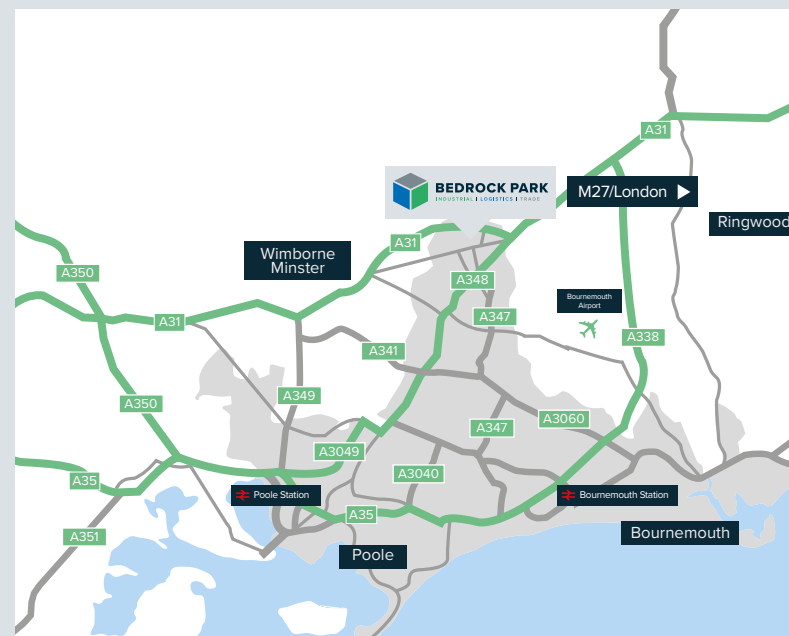 A31
BEDROCK PARK
INDUSTRIAL | LOGISTICS | TRADE
M27/London
Ringwood
A31
Wimborne
Minster
A350
A348
Bournemouth
Airport
A347
A31
A338
A341
A349
A350
A3060
A347
A3049
A3040
A35
Poole Station
Bournemouth Station
A35
A351
Bournemouth
Poole